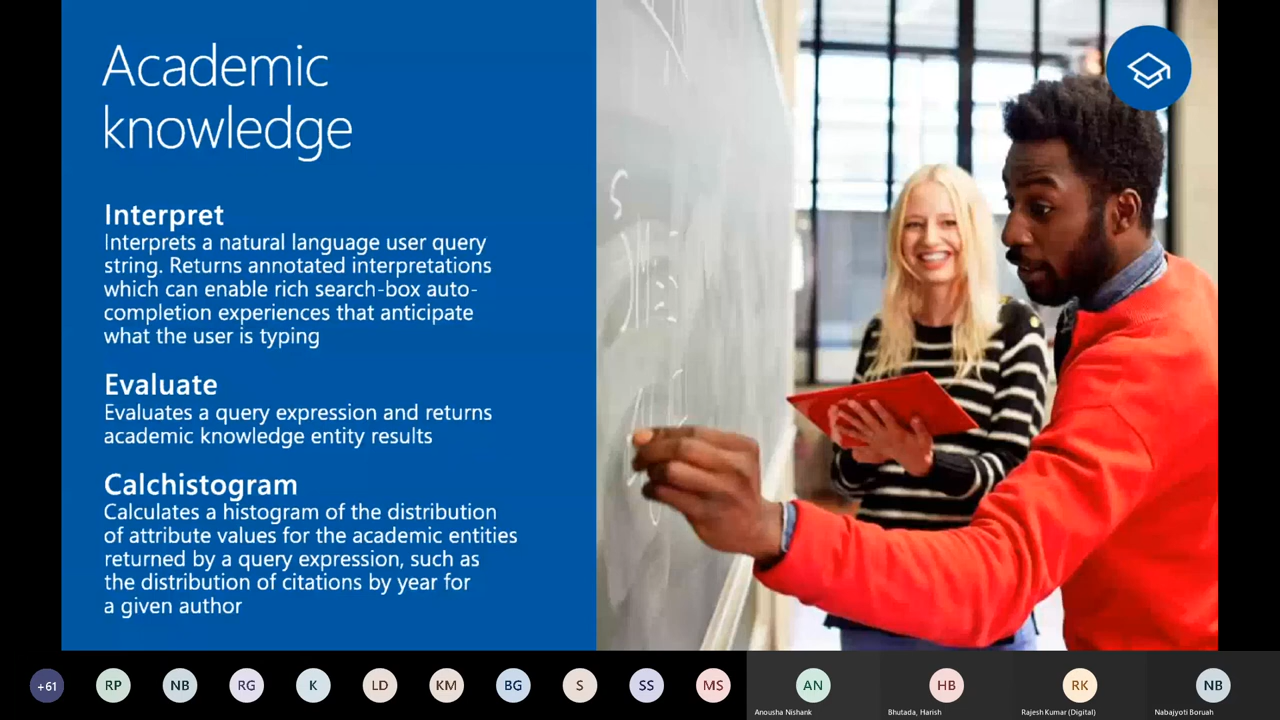 Academic
knowledge
Interpret
Interprets a natural language user query
string. Returns annotated interpretations
which can enable rich search-box auto-
completion experiences that anticipate
what the user is typing
Evaluate
Evaluates a query expression and returns
academic knowledge entity results
Calchistogram
Calculates a histogram of the distribution
of attribute values for the academic entities
returned by a query expression, such as
the distribution of citations by year for
a given author
+61 RP NB RG K LD KM BG S SS MS AN HB RK NB
Anousha Nishank Bhutada, Harish Rajesh Kumar (Digital) Nabajyoti Boruah